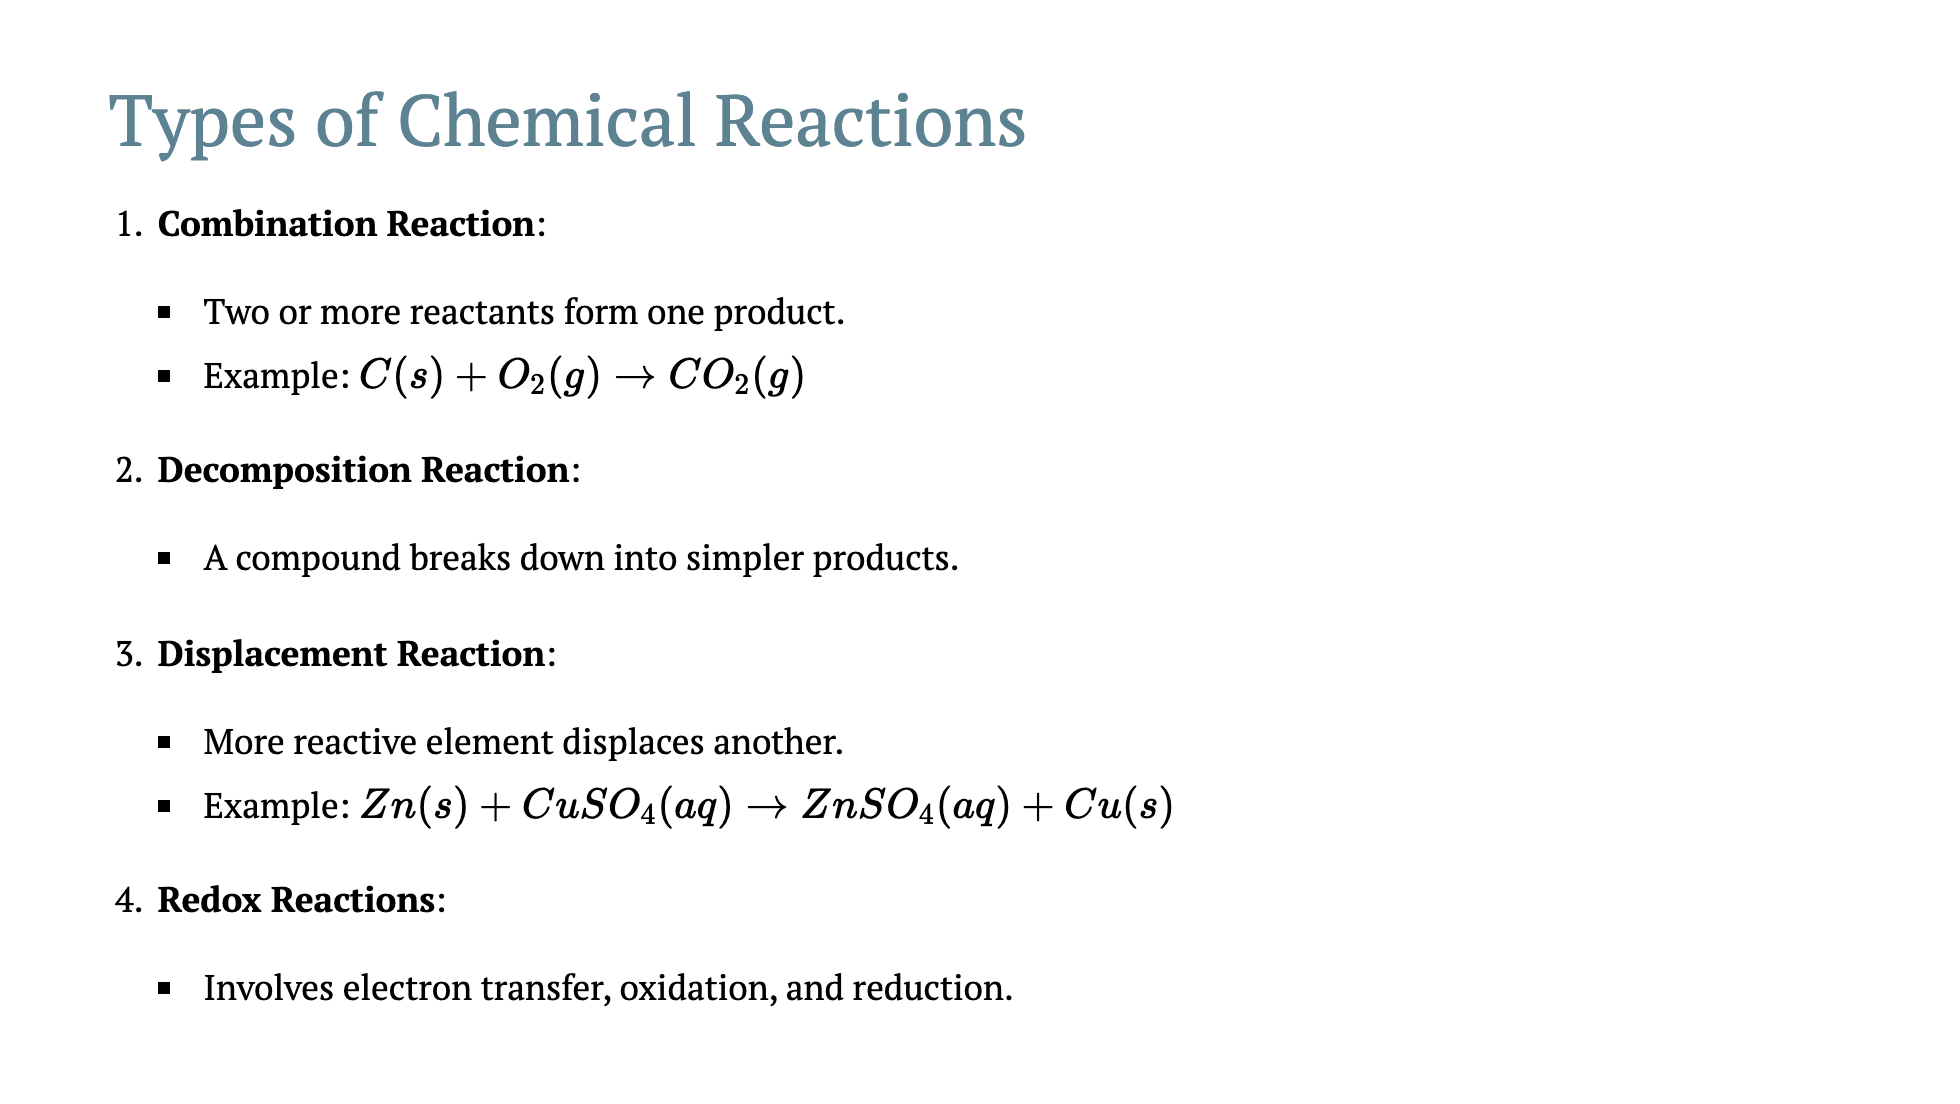 Types of Chemical Reactions
1. Combination Reaction:
▪ Two or more reactants form one product.
▪ Example: C(s) + O₂(g) → CO₂(g)
2. Decomposition Reaction:
▪ A compound breaks down into simpler products.
3. Displacement Reaction:
▪ More reactive element displaces another.
▪ Example: Zn(s) + CuSO₄(aq) → ZnSO₄(aq) + Cu(s)
4. Redox Reactions:
▪ Involves electron transfer, oxidation, and reduction.